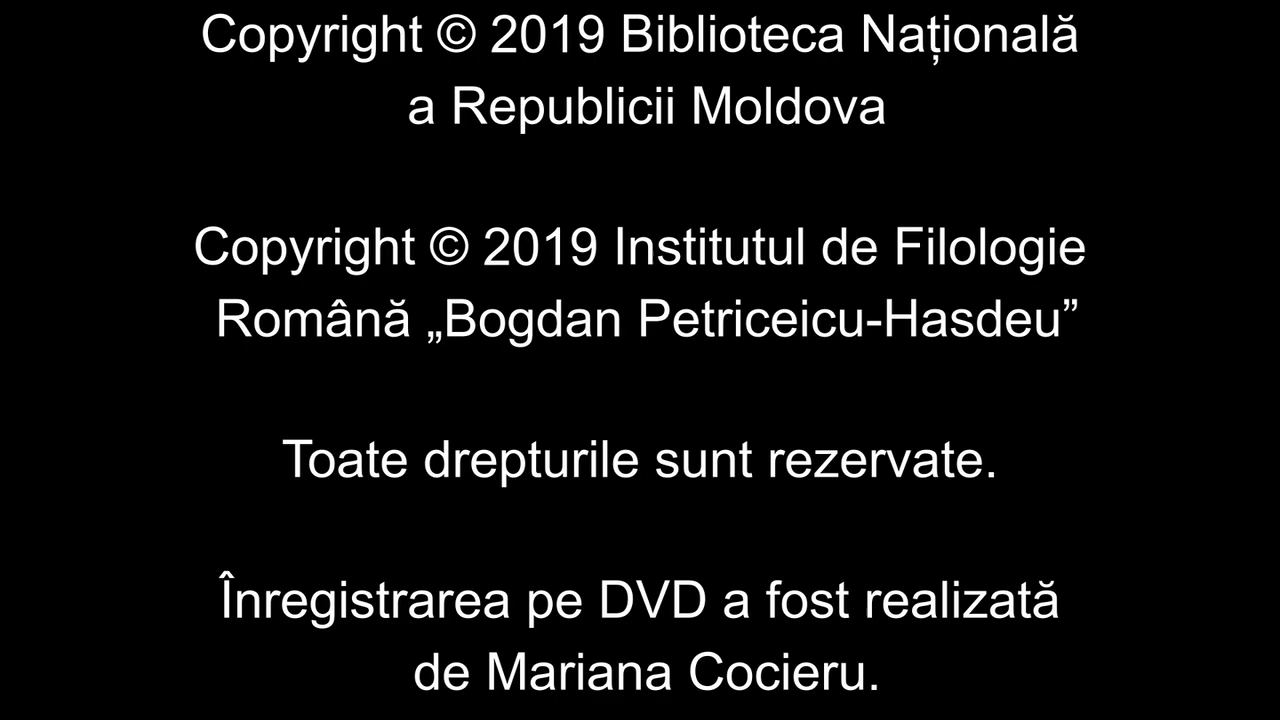 Copyright © 2019 Biblioteca Națională
a Republicii Moldova
Copyright © 2019 Institutul de Filologie
Română „Bogdan Petriceicu-Hasdeu”
Toate drepturile sunt rezervate.
Înregistrarea pe DVD a fost realizată
de Mariana Cocieru.